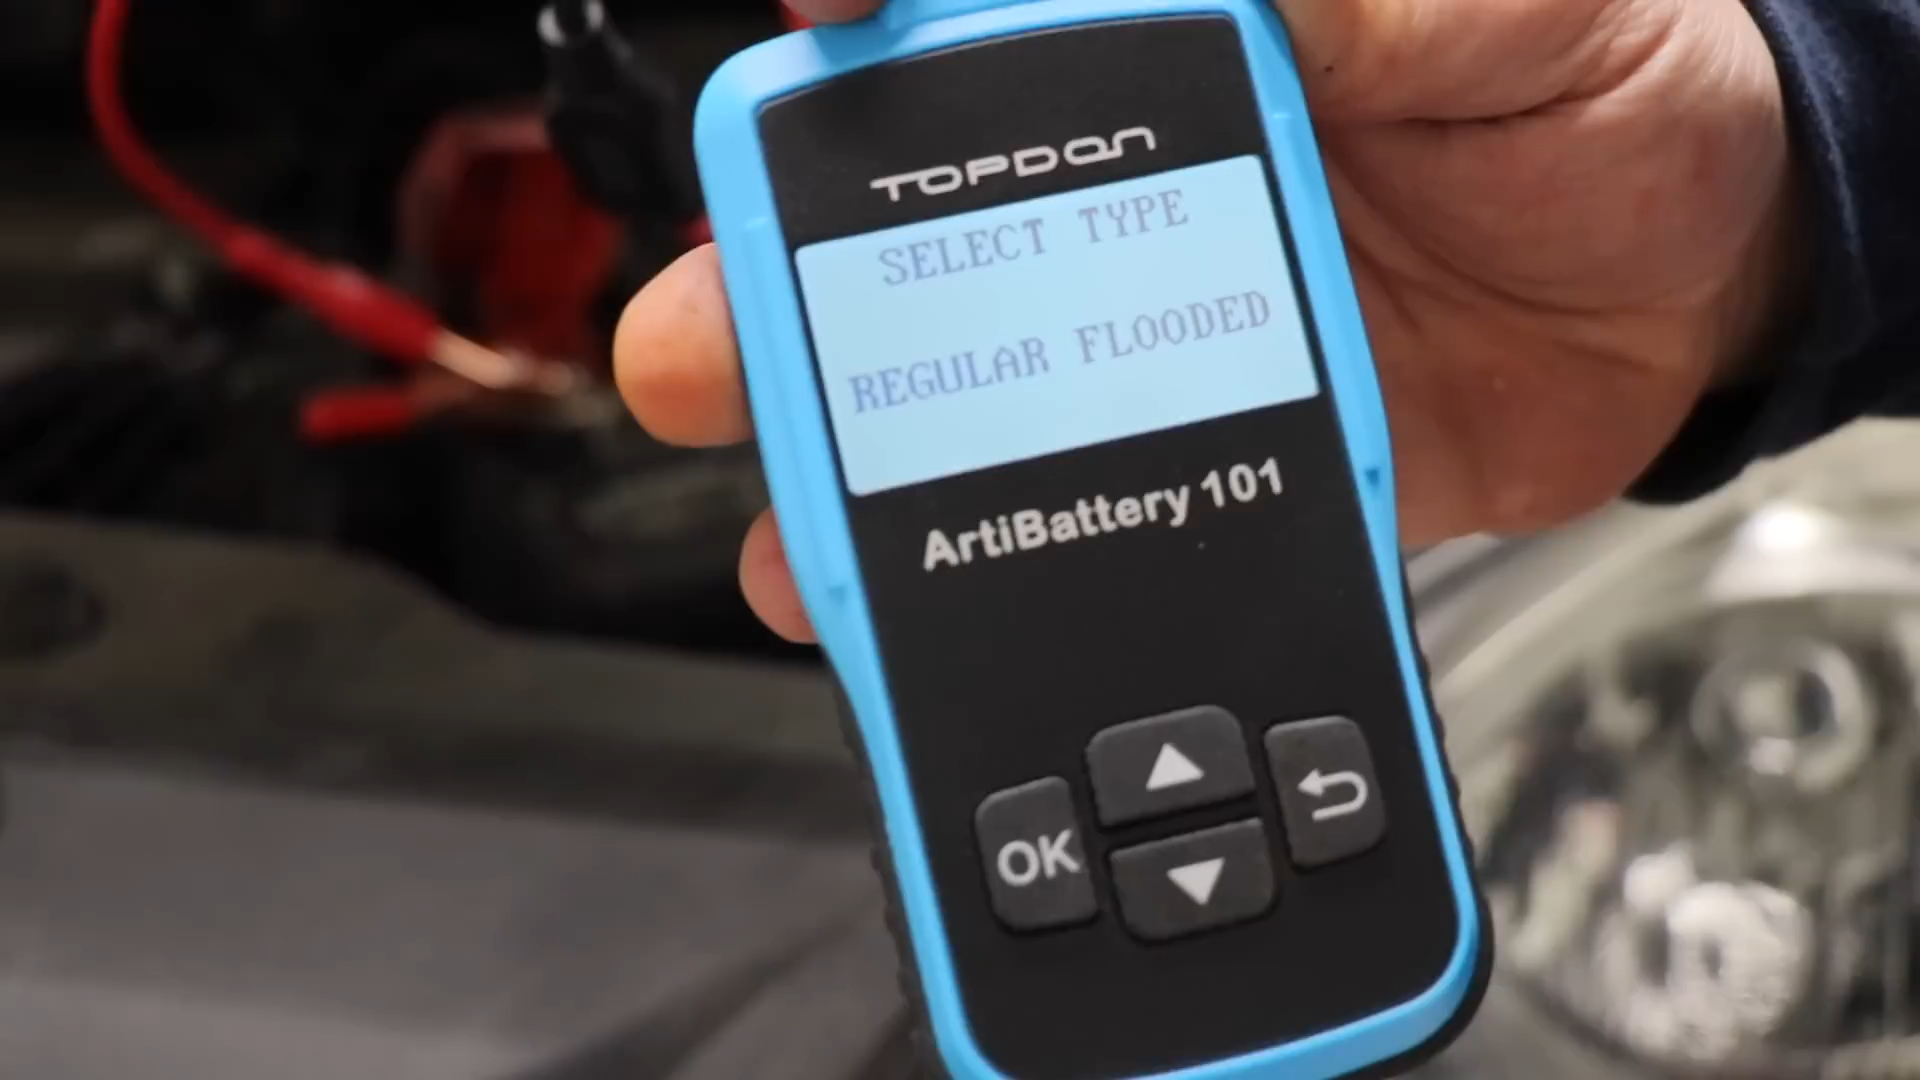 TOPDON
SELECT TYPE
REGULAR FLOODED
ArtiBattery 101
OK